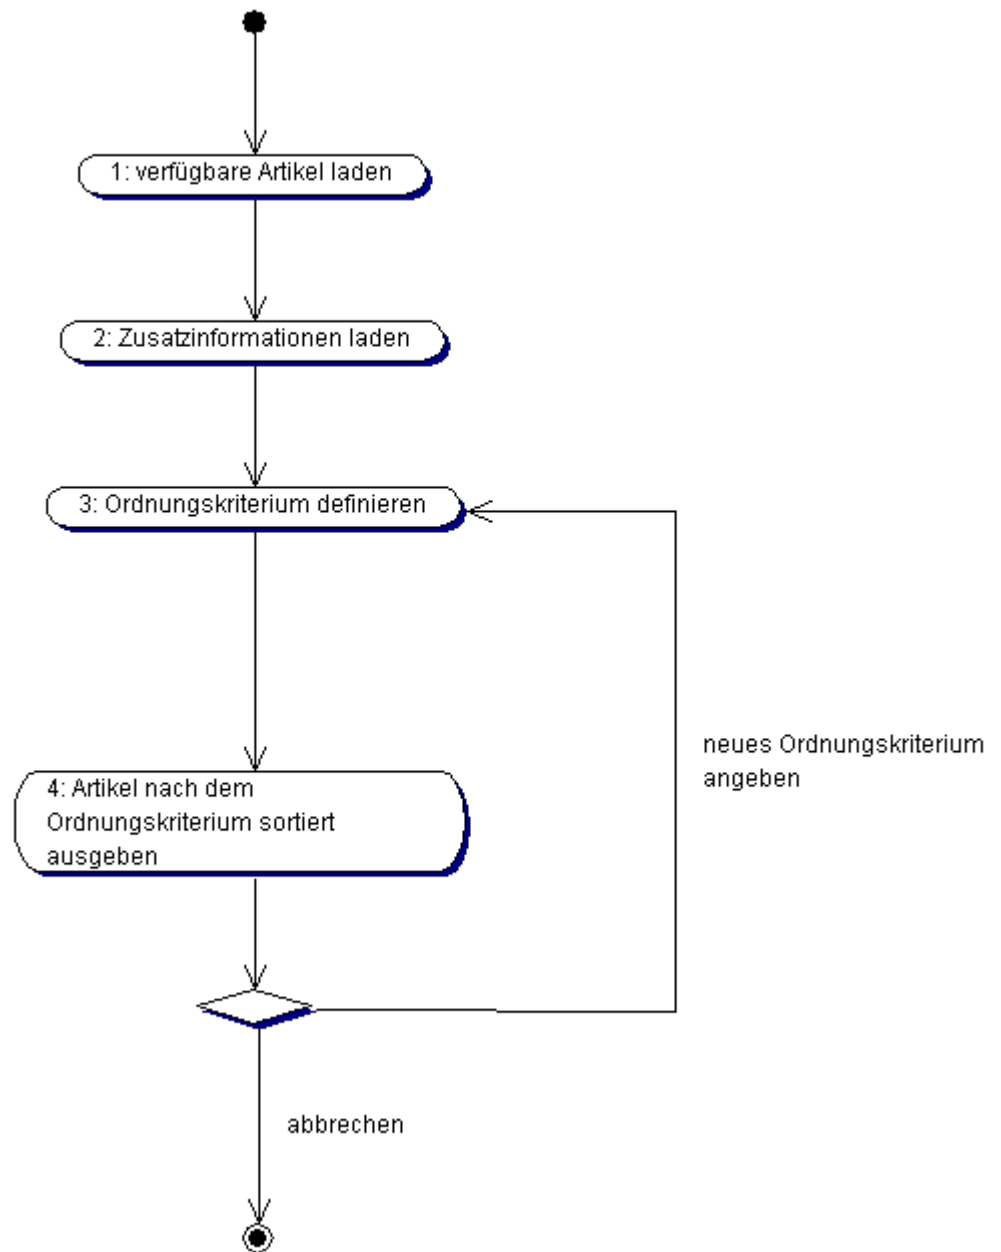 1: verfügbare Artikel laden
2: Zusatzinformationen laden
3: Ordnungskriterium definieren
neues Ordnungskriterium
angeben
4: Artikel nach dem
Ordnungskriterium sortiert
ausgeben
abbrechen